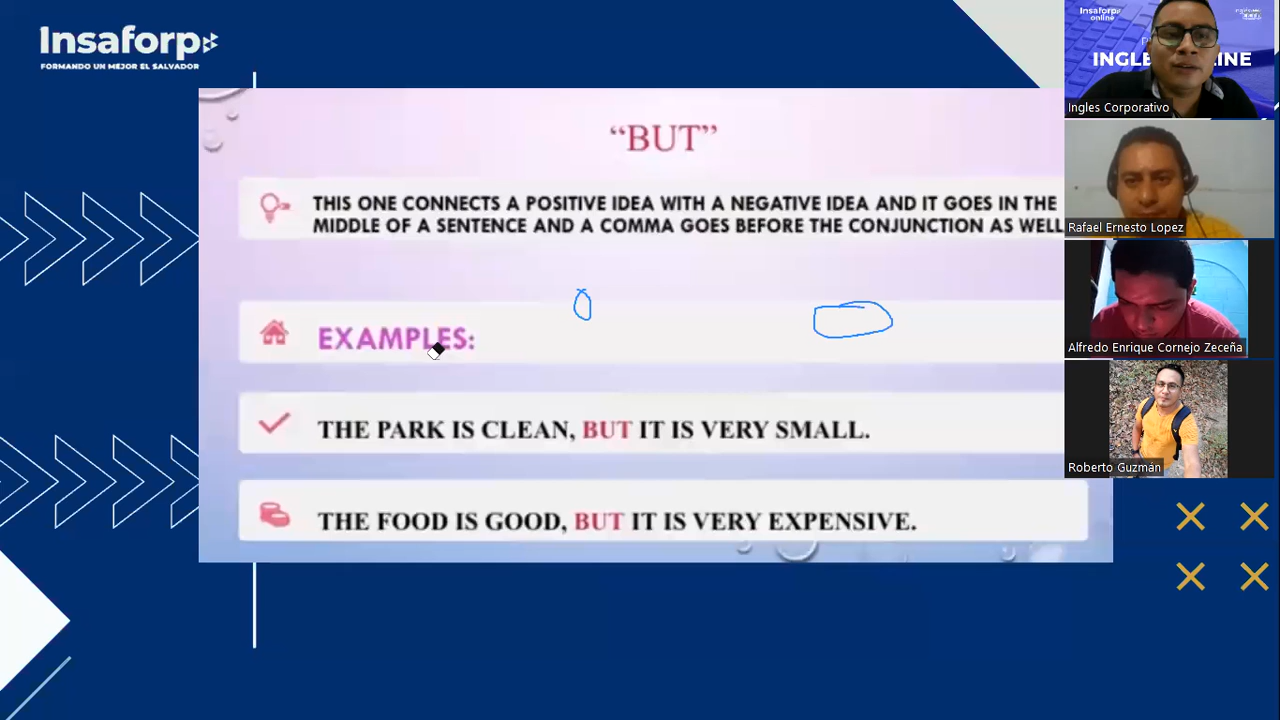 Insaforp
FORMANDO UN MEJOR EL SALVADOR
"BUT"
THIS ONE CONNECTS A POSITIVE IDEA WITH A NEGATIVE IDEA AND IT GOES IN THE
MIDDLE OF A SENTENCE AND A COMMA GOES BEFORE THE CONJUNCTION AS WELL
EXAMPLES:
THE PARK IS CLEAN, BUT IT IS VERY SMALL.
THE FOOD IS GOOD, BUT IT IS VERY EXPENSIVE.
Insaforp
online
Ingles Corporativo
Rafael Ernesto Lopez
Alfredo Enrique Cornejo Zeceña
Roberto Guzmán